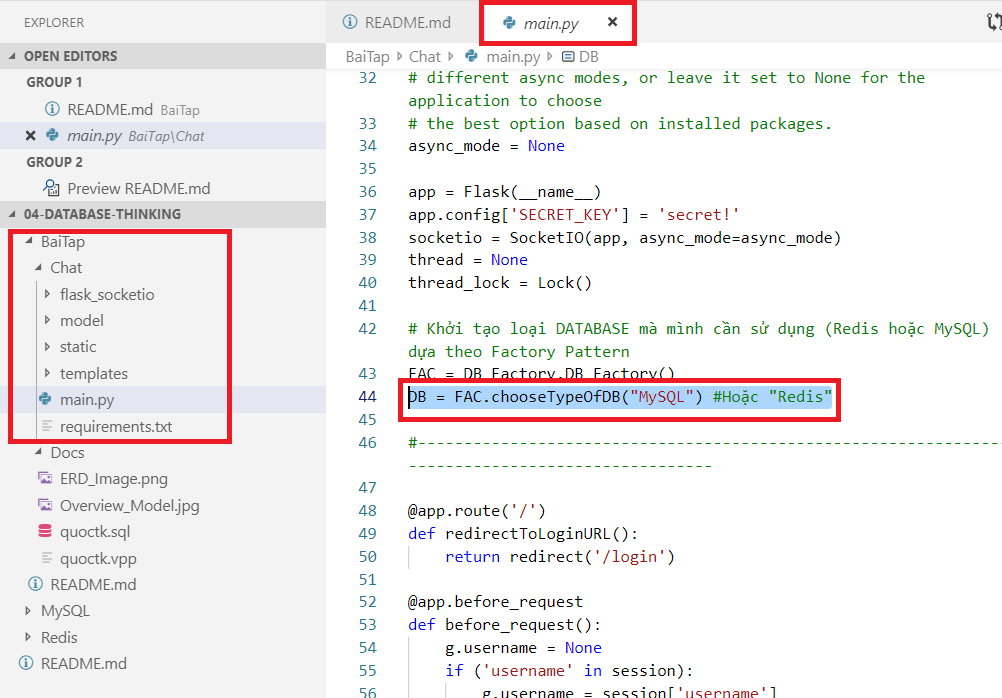 EXPLORER
OPEN EDITORS
GROUP 1
README.md BaiTap
main.py BaiTap\Chat
GROUP 2
Preview README.md
04-DATABASE-THINKING
BaiTap
Chat
flask_socketio
model
static
templates
main.py
requirements.txt
Docs
ERD_Image.png
Overview_Model.jpg
quoctk.sql
quoctk.vpp
README.md
MySQL
Redis
README.md
README.md
main.py
BaiTap Chat main.py DB
32 # different async modes, or leave it set to None for the
application to choose
33 # the best option based on installed packages.
34 async_mode = None
35
36 app = Flask(__name__)
37 app.config['SECRET_KEY'] = 'secret!'
38 socketio = SocketIO(app, async_mode=async_mode)
39 thread = None
40 thread_lock = Lock()
41
42 # Khởi tạo loại DATABASE mà mình cần sử dụng (Redis hoặc MySQL)
dựa theo Factory Pattern
43 FAC = DB_Factory.DB_Factory()
44 DB = FAC.chooseTypeOfDB("MySQL") #Hoặc "Redis"
45
46 #----------------------------------------------------------------
---------------------------------
47
48 @app.route('/')
49 def redirectToLoginURL():
50 return redirect('/login')
51
52 @app.before_request
53 def before_request():
54 g.username = None
55 if ('username' in session):
56 g.username = session['username']